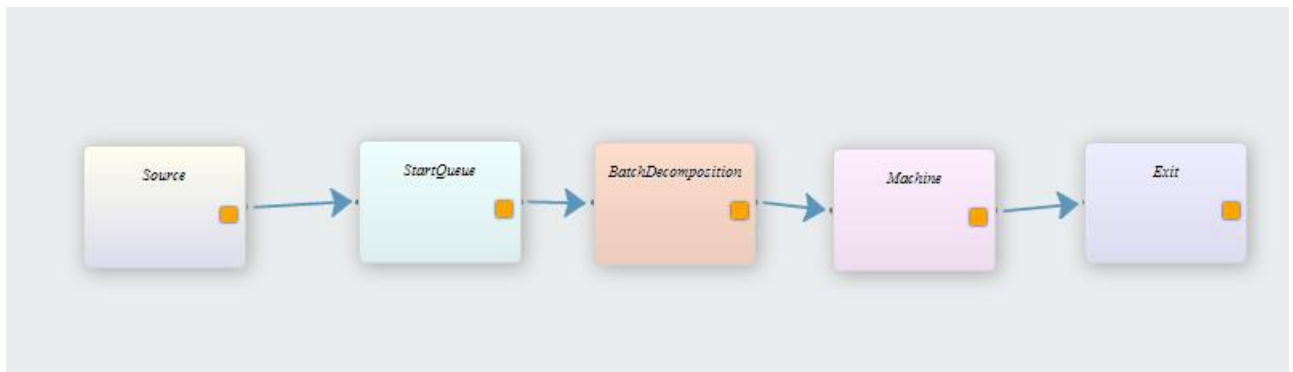 Source
StartQueue
BatchDecomposition
Machine
Exit